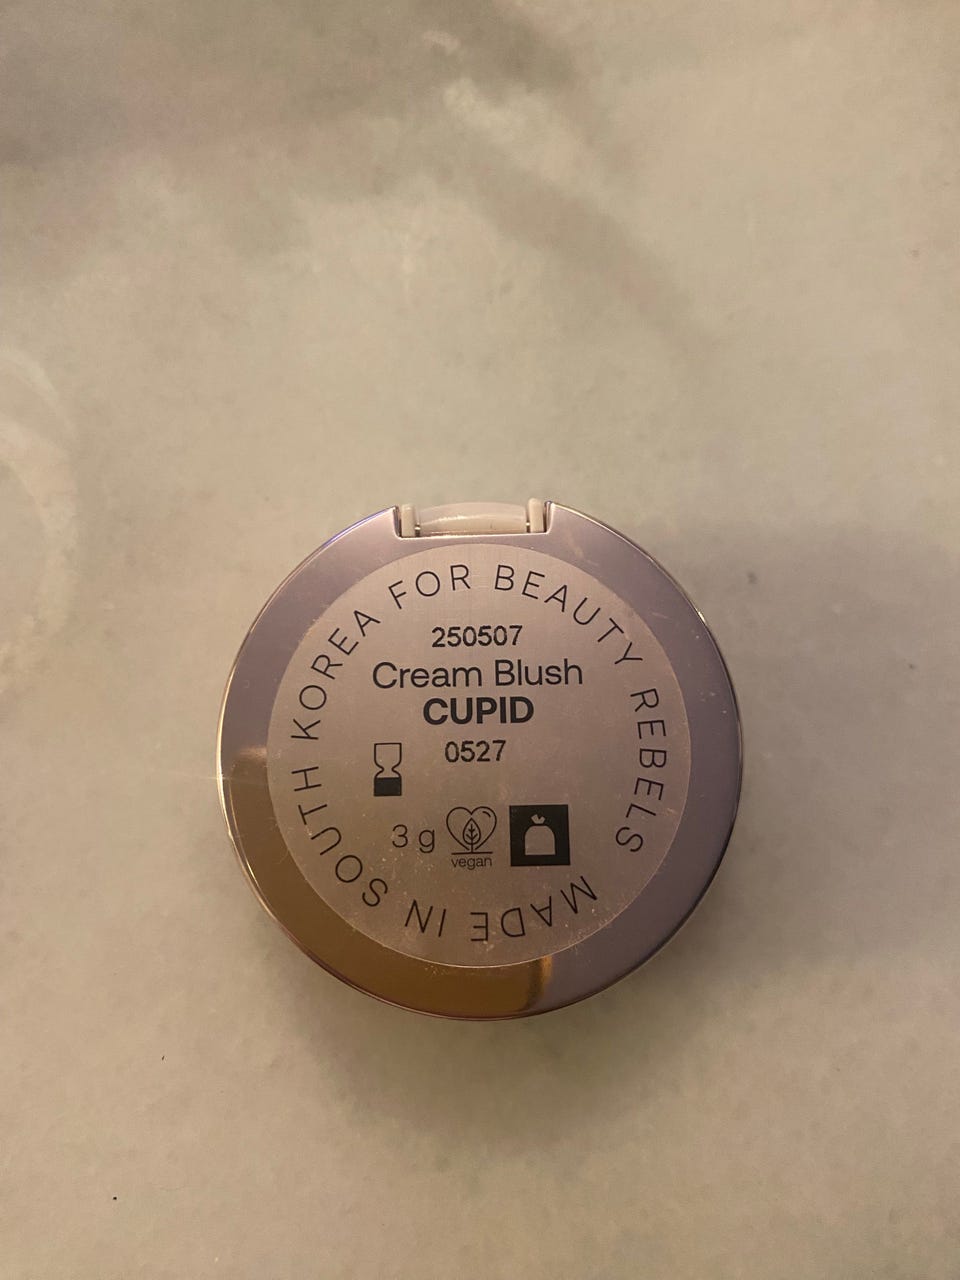 MADE IN SOUTH KOREA FOR BEAUTY REBELS
250507
Cream Blush
CUPID
0527
3 g
vegan